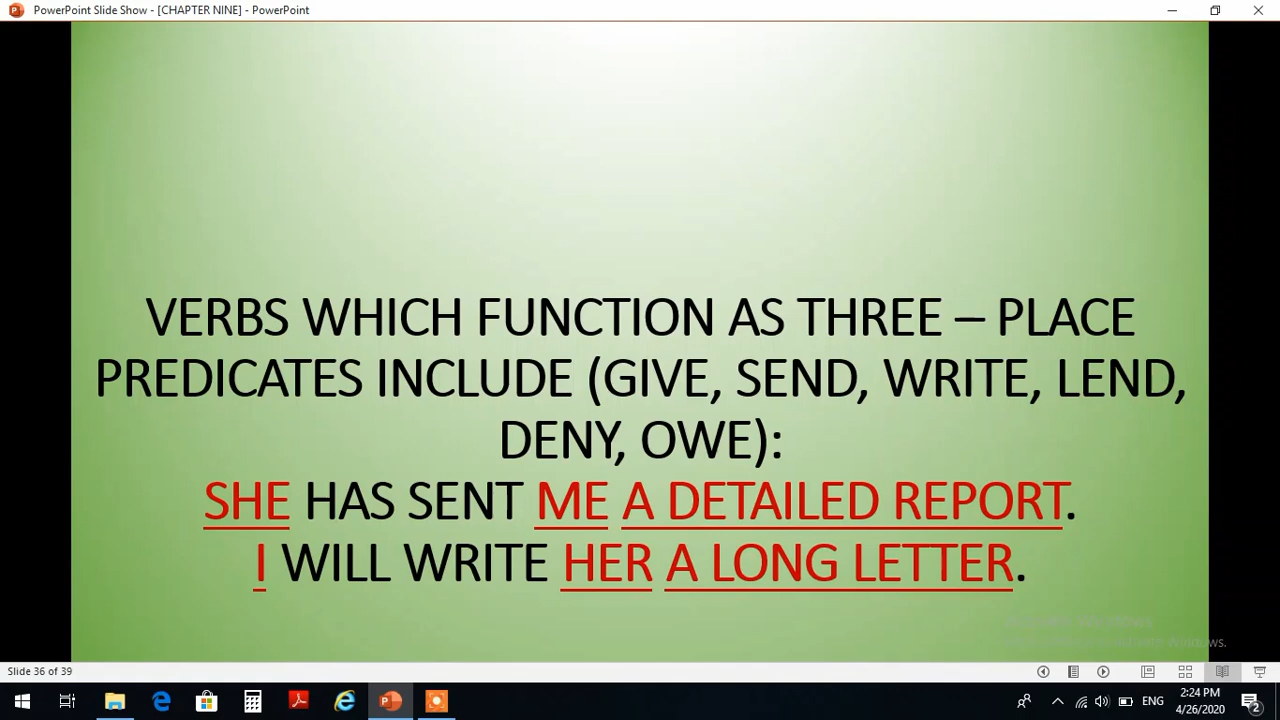 PowerPoint Slide Show - [CHAPTER NINE] - PowerPoint
VERBS WHICH FUNCTION AS THREE – PLACE
PREDICATES INCLUDE (GIVE, SEND, WRITE, LEND,
DENY, OWE):
SHE HAS SENT ME A DETAILED REPORT.
I WILL WRITE HER A LONG LETTER.
Windows.
Slide 36 of 39
ENG
2:24 PM
4/26/2020
2